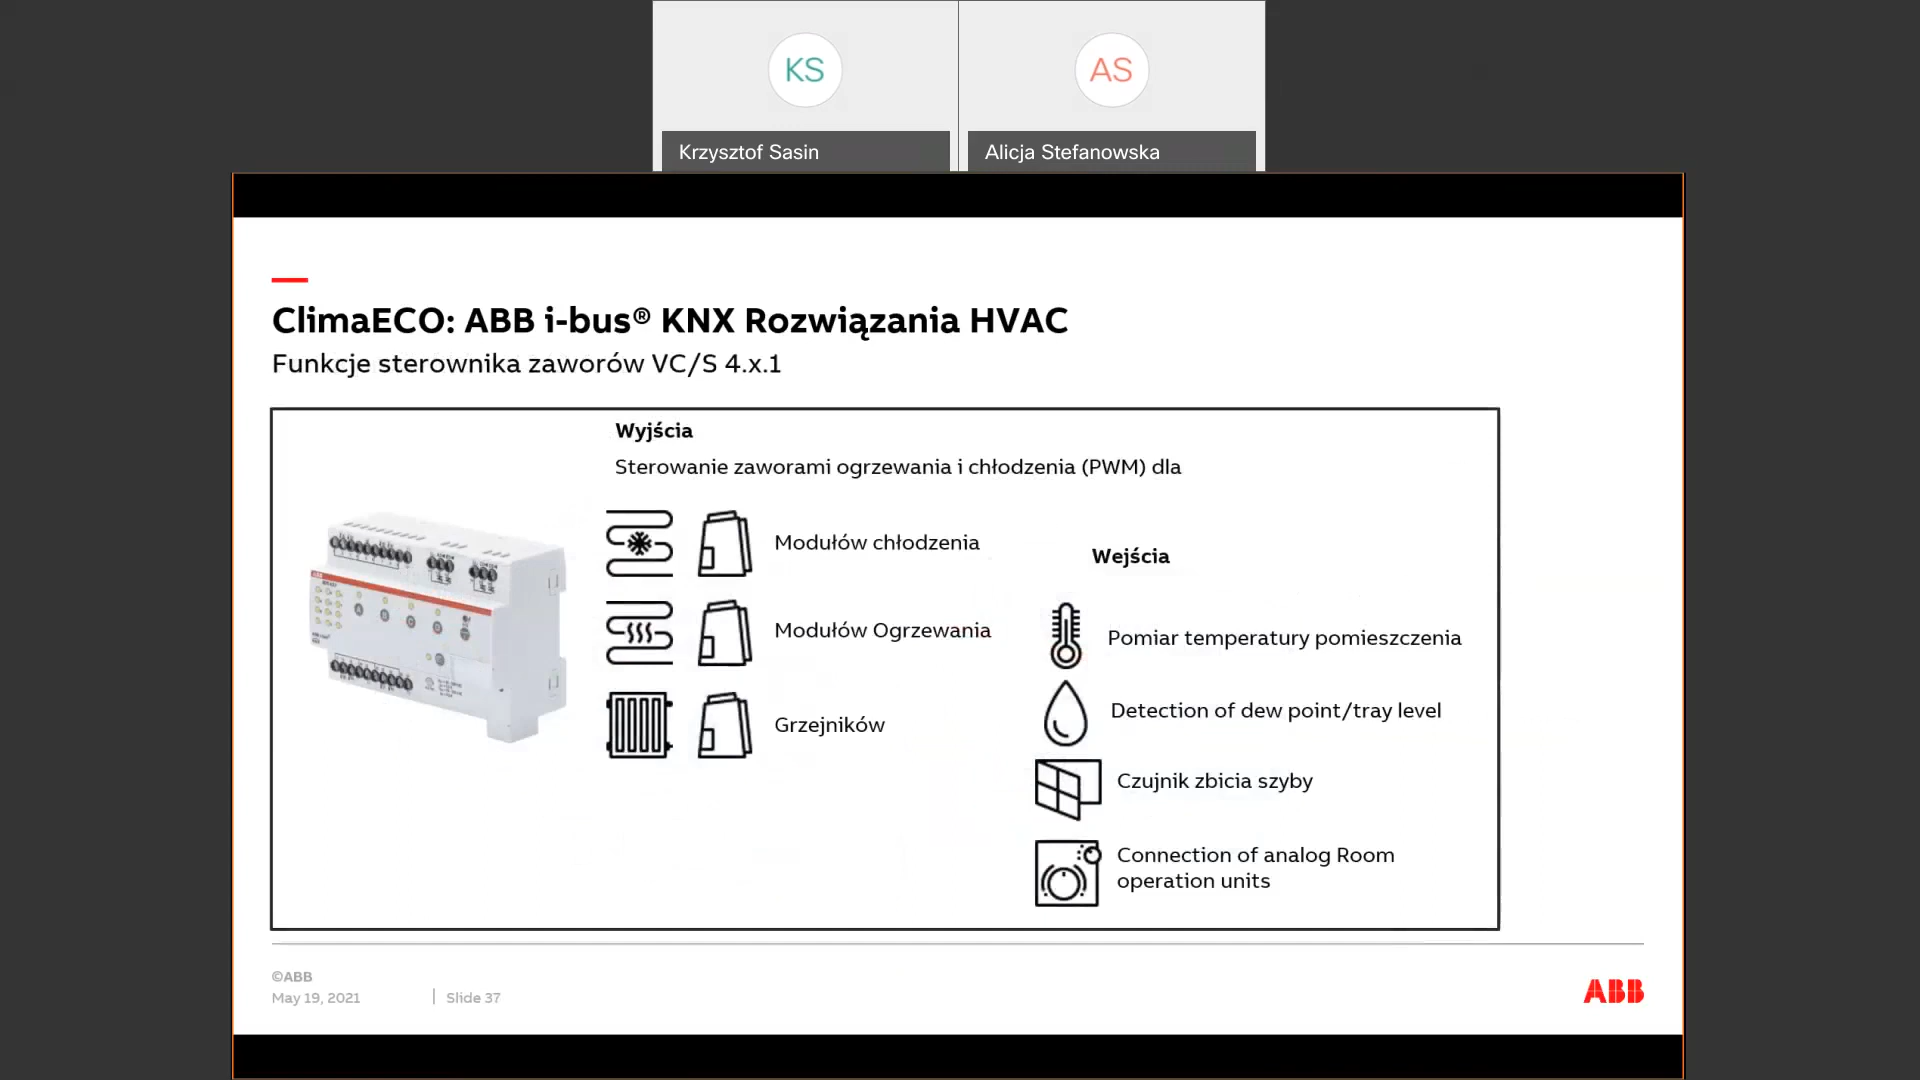 KS
AS
Krzysztof Sasin
Alicja Stefanowska
ClimaECO: ABB i-bus® KNX Rozwiązania HVAC
Funkcje sterownika zaworów VC/S 4.x.1
Wyjścia
Sterowanie zaworami ogrzewania i chłodzenia (PWM) dla
Modułów chłodzenia
Modułów Ogrzewania
Grzejników
Wejścia
Pomiar temperatury pomieszczenia
Detection of dew point/tray level
Czujnik zbicia szyby
Connection of analog Room
operation units
©ABB
May 19, 2021
Slide 37
ABB